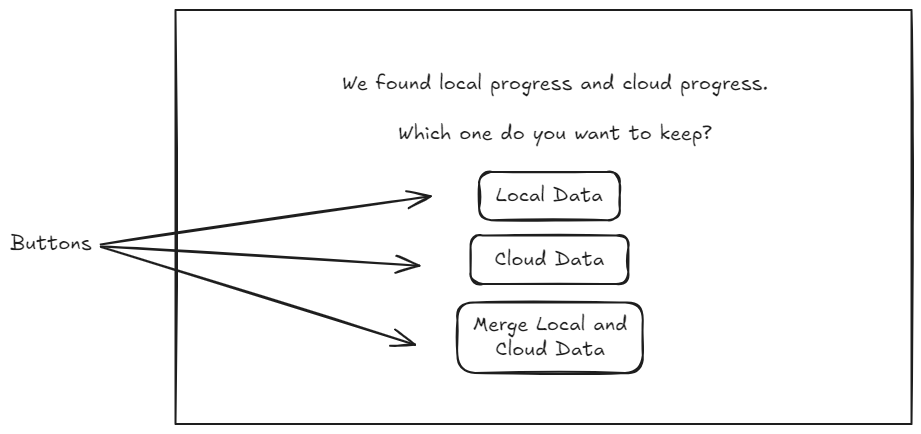 We found local progress and cloud progress.
Which one do you want to keep?
Local Data
Buttons
Cloud Data
Merge Local and
Cloud Data